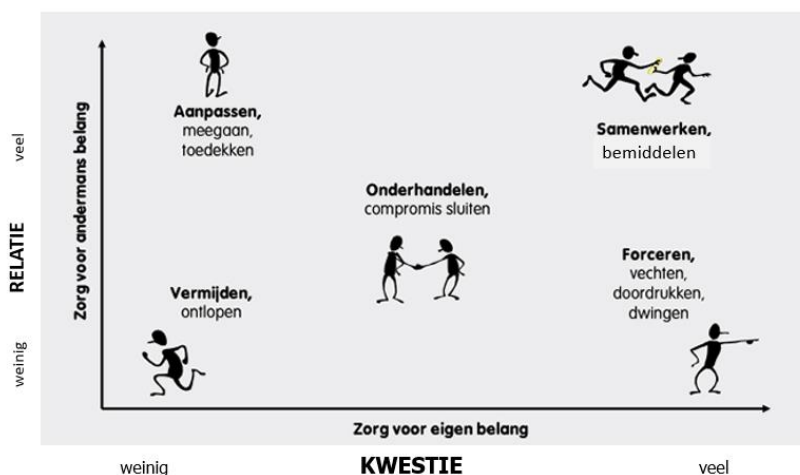 Aanpassen,
meegaan,
toedekken
Samenwerken,
bemiddelen
Onderhandelen,
compromis sluiten
Vermijden,
ontlopen
Forceren,
vechten,
doordrukken,
dwingen
Zorg voor andermans belang
veel
RELATIE
weinig
Zorg voor eigen belang
weinig
KWESTIE
veel